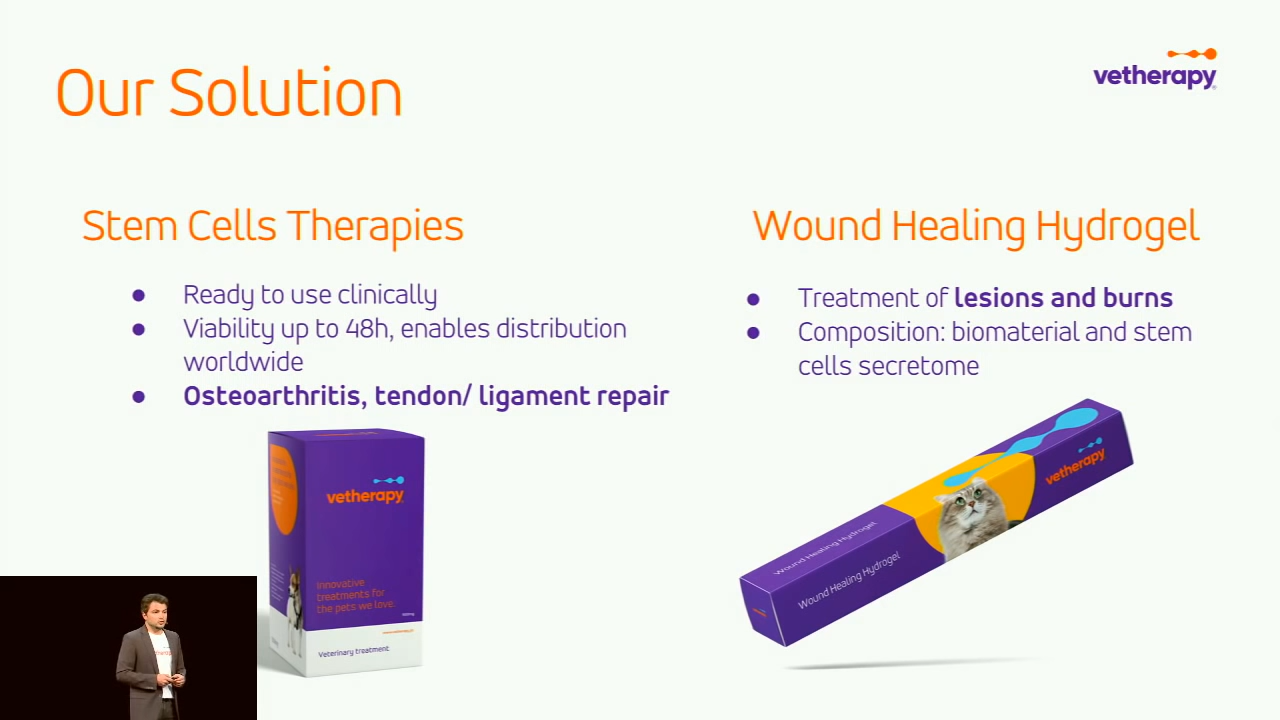 Our Solution
vetherapy
Stem Cells Therapies
● Ready to use clinically
● Viability up to 48h, enables distribution
worldwide
● Osteoarthritis, tendon/ ligament repair
Wound Healing Hydrogel
● Treatment of lesions and burns
● Composition: biomaterial and stem
cells secretome
vetherapy
Innovative
treatments for
the pets we love.
Veterinary treatment
vetherapy
Wound Healing Hydrogel
Wound Healing Hydrogel